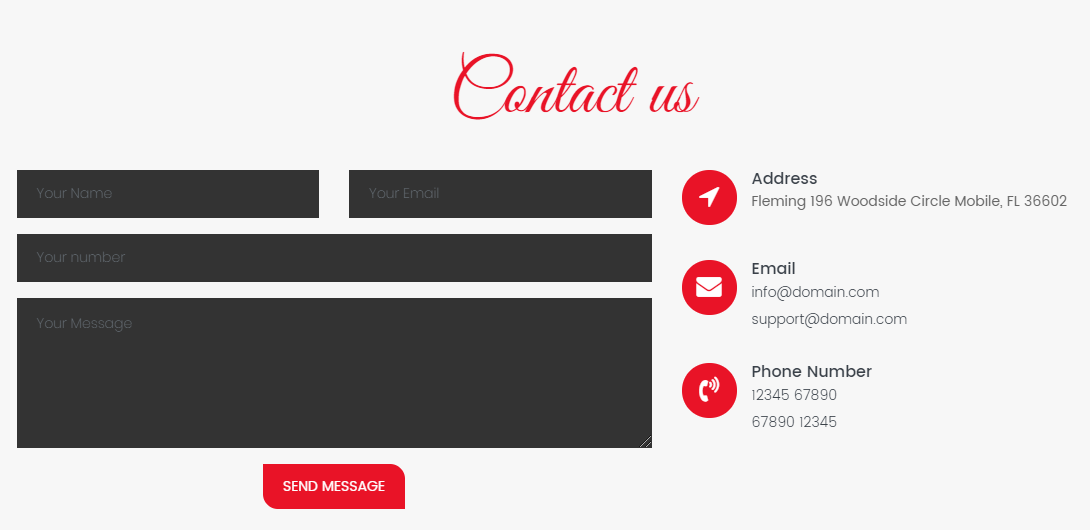 Contact us
Your Name
Your Email
Your number
Your Message
SEND MESSAGE
Address
Fleming 196 Woodside Circle Mobile, FL 36602
Email
info@domain.com
support@domain.com
Phone Number
12345 67890
67890 12345